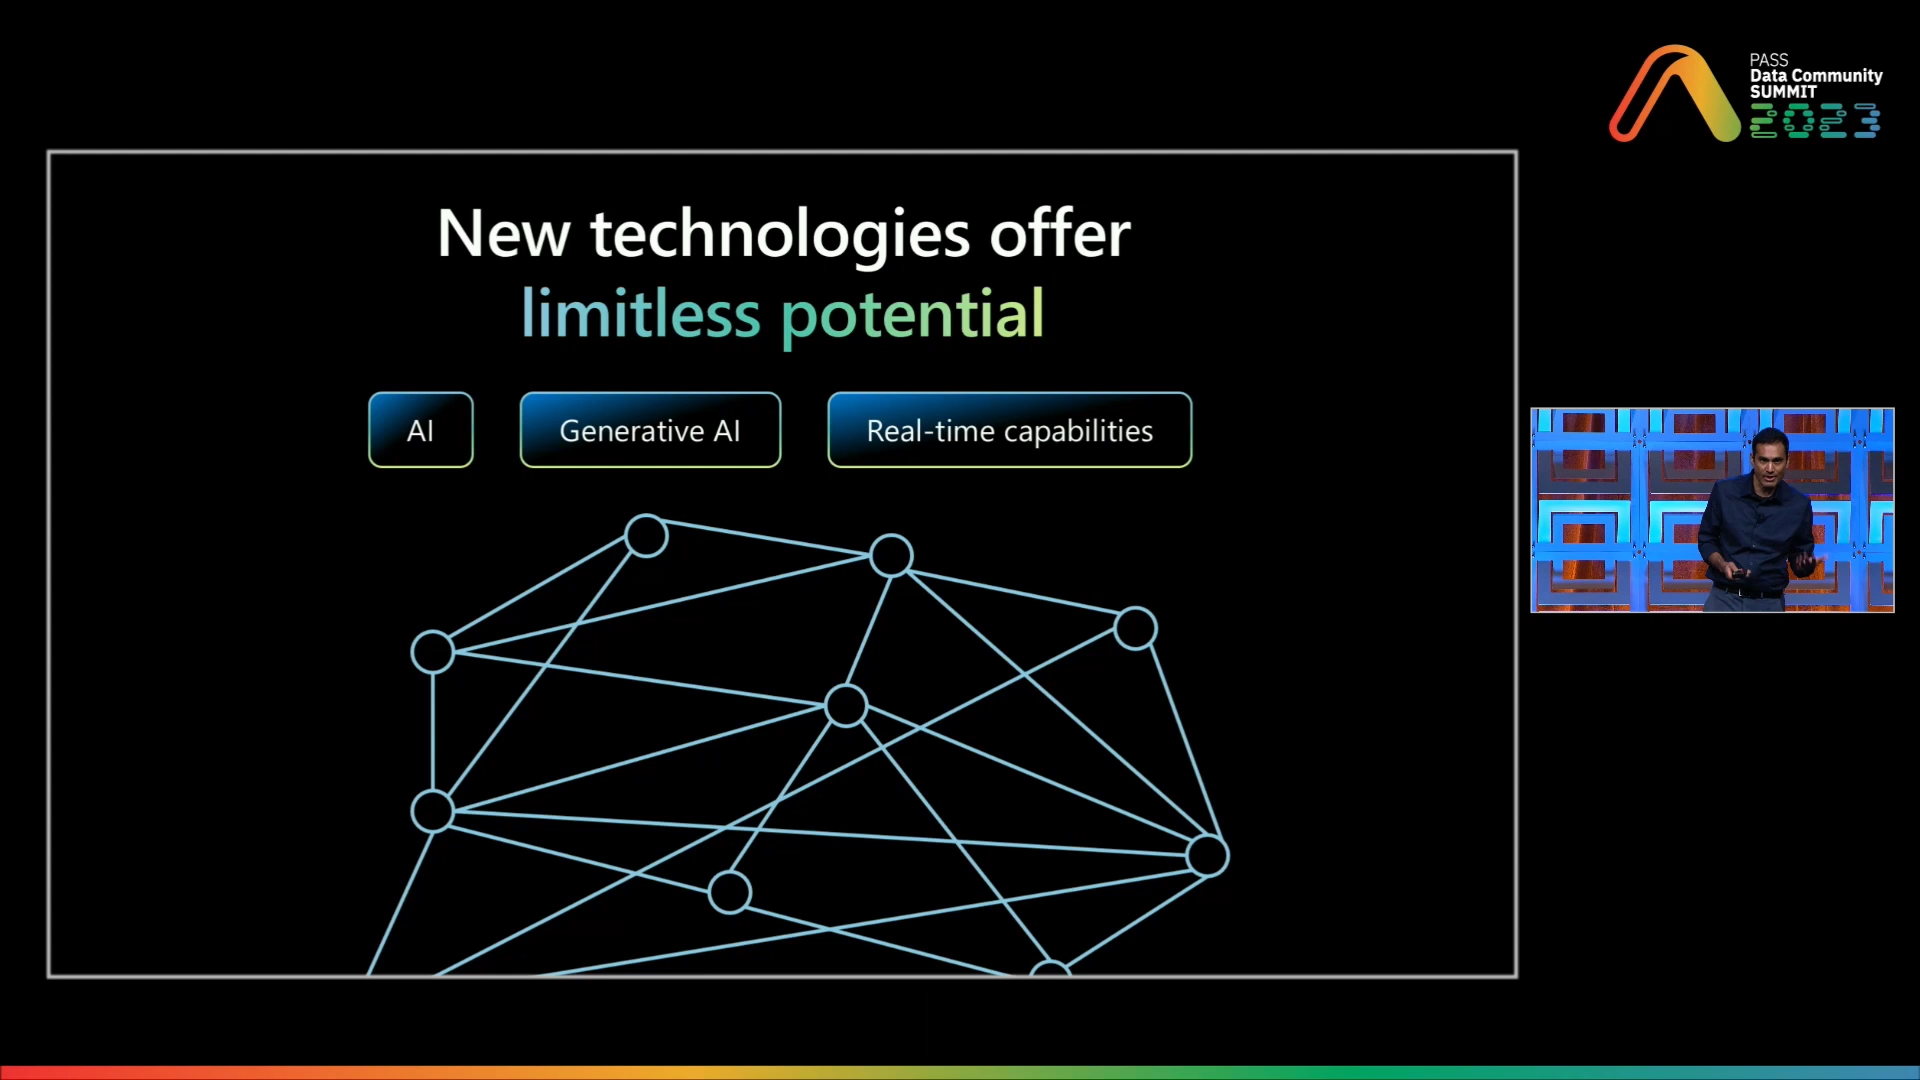 PASS
Data Community
SUMMIT
2023
New technologies offer
limitless potential
AI
Generative AI
Real-time capabilities